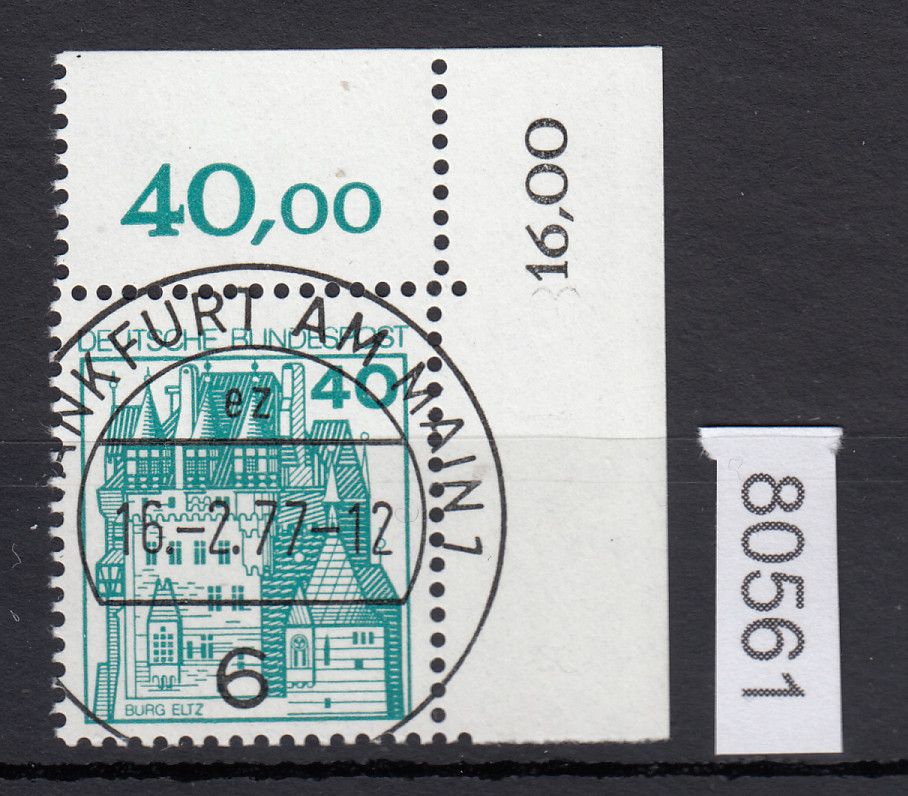 40,00
16,00
DEUTSCHE BUNDESPOST
40
NKFURT AM MAIN 7
ez
16.-2.77-12
6
BURG ELTZ
80561